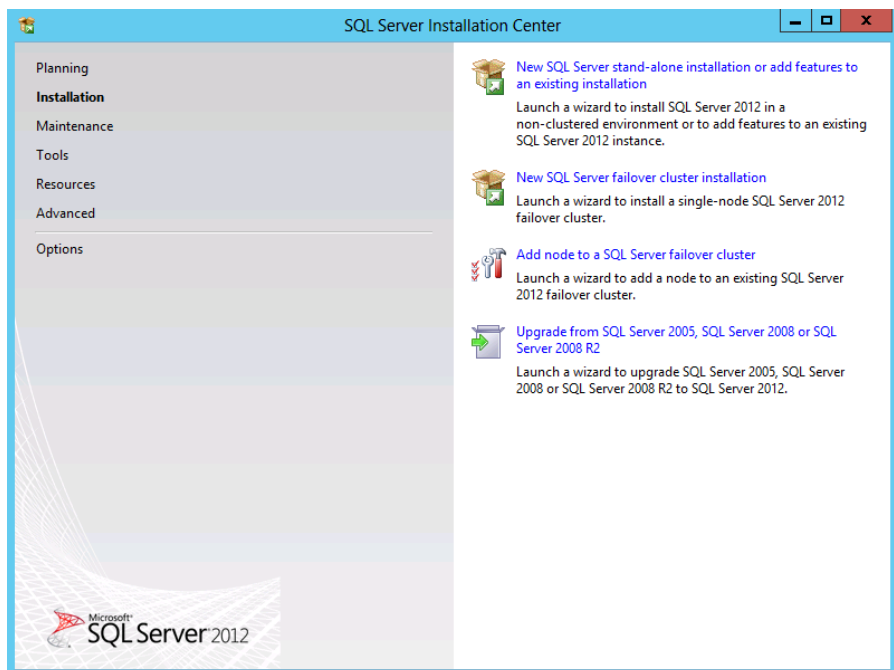 SQL Server Installation Center
Planning
Installation
Maintenance
Tools
Resources
Advanced
Options
New SQL Server stand-alone installation or add features to
an existing installation
Launch a wizard to install SQL Server 2012 in a
non-clustered environment or to add features to an existing
SQL Server 2012 instance.
New SQL Server failover cluster installation
Launch a wizard to install a single-node SQL Server 2012
failover cluster.
Add node to a SQL Server failover cluster
Launch a wizard to add a node to an existing SQL Server
2012 failover cluster.
Upgrade from SQL Server 2005, SQL Server 2008 or SQL
Server 2008 R2
Launch a wizard to upgrade SQL Server 2005, SQL Server
2008 or SQL Server 2008 R2 to SQL Server 2012.
Microsoft®
SQL Server® 2012